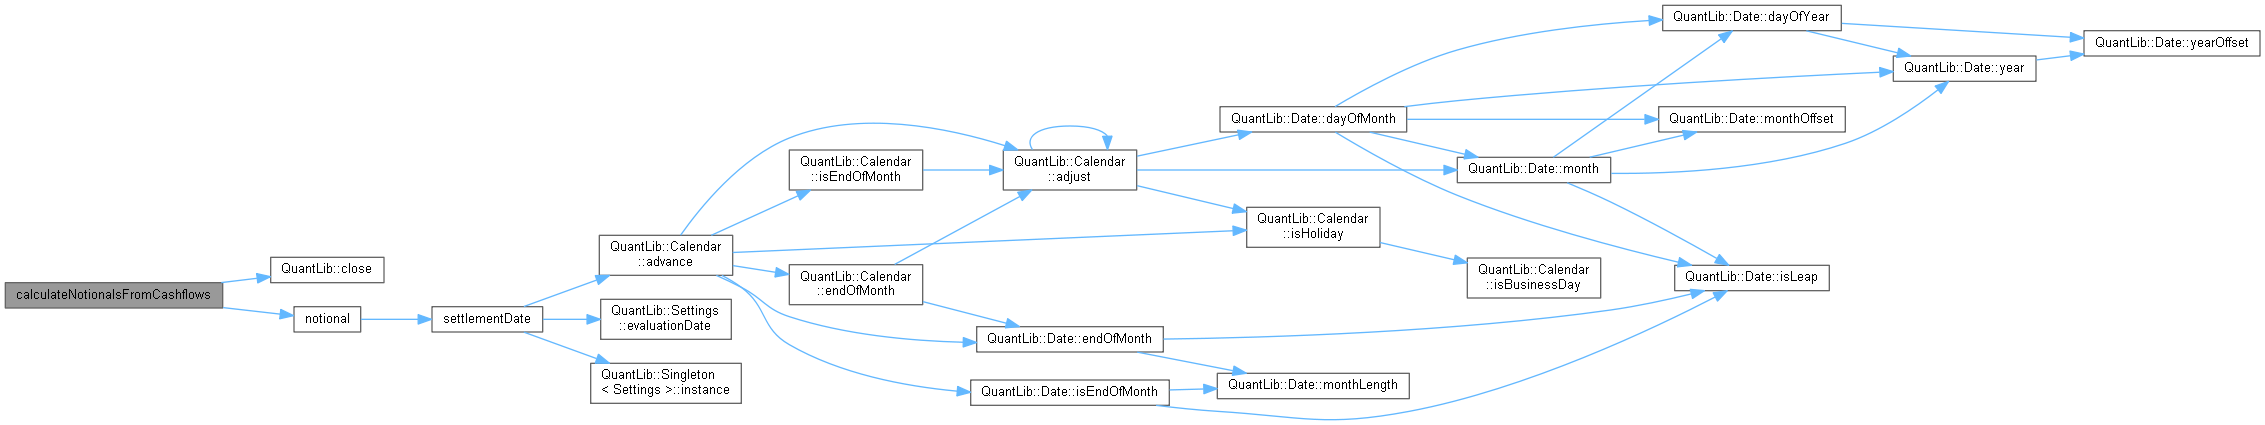 calculateNotionalsFromCashflows
QuantLib::close
notional
settlementDate
QuantLib::Calendar
::advance
QuantLib::Settings
::evaluationDate
QuantLib::Singleton
< Settings >::instance
QuantLib::Calendar
::isEndOfMonth
QuantLib::Calendar
::endOfMonth
QuantLib::Calendar
::adjust
QuantLib::Date::endOfMonth
QuantLib::Date::isEndOfMonth
QuantLib::Date::dayOfMonth
QuantLib::Calendar
::isHoliday
QuantLib::Date::monthLength
QuantLib::Date::month
QuantLib::Calendar
::isBusinessDay
QuantLib::Date::dayOfYear
QuantLib::Date::monthOffset
QuantLib::Date::isLeap
QuantLib::Date::year
QuantLib::Date::yearOffset